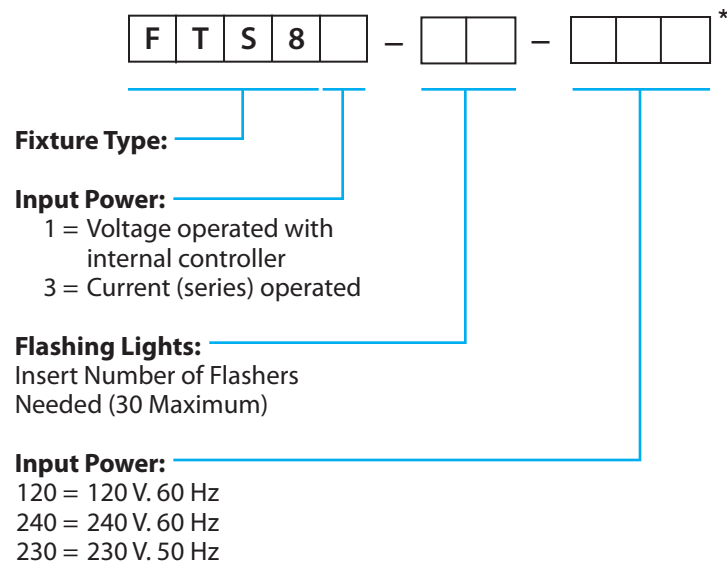 F T S 8 – – *
Fixture Type:
Input Power:
1 = Voltage operated with
internal controller
3 = Current (series) operated
Flashing Lights:
Insert Number of Flashers
Needed (30 Maximum)
Input Power:
120 = 120 V. 60 Hz
240 = 240 V. 60 Hz
230 = 230 V. 50 Hz